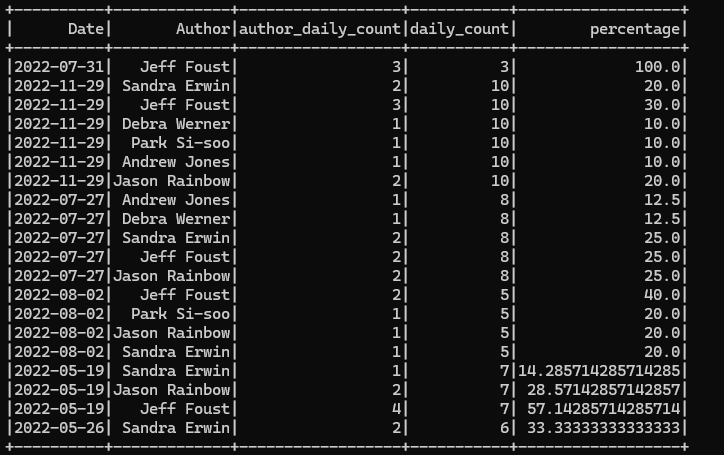 +----------+-------------+------------------+-----------+------------------+
|      Date|       Author|author_daily_count|daily_count|        percentage|
+----------+-------------+------------------+-----------+------------------+
|2022-07-31|   Jeff Foust|                 3|          3|             100.0|
|2022-11-29| Sandra Erwin|                 2|         10|              20.0|
|2022-11-29|   Jeff Foust|                 3|         10|              30.0|
|2022-11-29| Debra Werner|                 1|         10|              10.0|
|2022-11-29|  Park Si-soo|                 1|         10|              10.0|
|2022-11-29| Andrew Jones|                 1|         10|              10.0|
|2022-11-29|Jason Rainbow|                 2|         10|              20.0|
|2022-07-27| Andrew Jones|                 1|          8|              12.5|
|2022-07-27| Debra Werner|                 1|          8|              12.5|
|2022-07-27| Sandra Erwin|                 2|          8|              25.0|
|2022-07-27|   Jeff Foust|                 2|          8|              25.0|
|2022-07-27|Jason Rainbow|                 2|          8|              25.0|
|2022-08-02|   Jeff Foust|                 2|          5|              40.0|
|2022-08-02|  Park Si-soo|                 1|          5|              20.0|
|2022-08-02|Jason Rainbow|                 1|          5|              20.0|
|2022-08-02| Sandra Erwin|                 1|          5|              20.0|
|2022-05-19| Sandra Erwin|                 1|          7|14.285714285714285|
|2022-05-19|Jason Rainbow|                 2|          7| 28.57142857142857|
|2022-05-19|   Jeff Foust|                 4|          7| 57.14285714285714|
|2022-05-26| Sandra Erwin|                 2|          6| 33.33333333333333|
+----------+-------------+------------------+-----------+------------------+